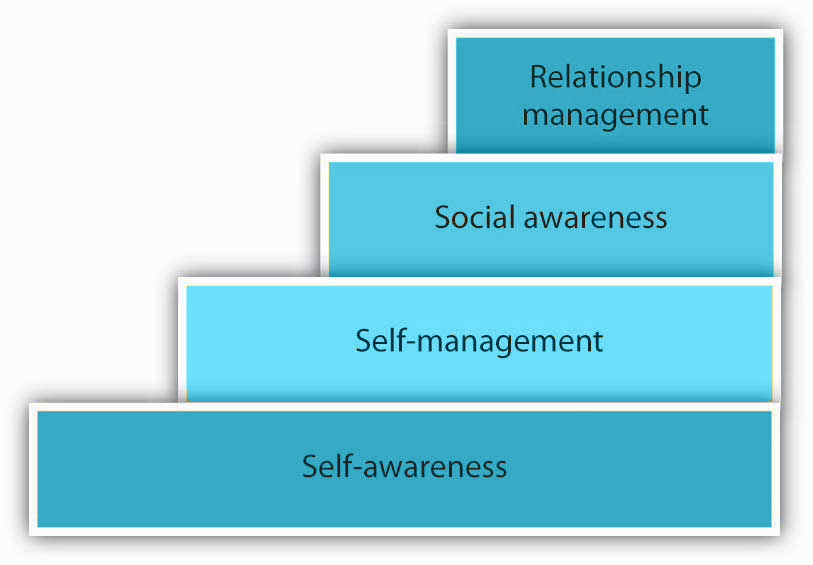 Relationship
management
Social awareness
Self-management
Self-awareness